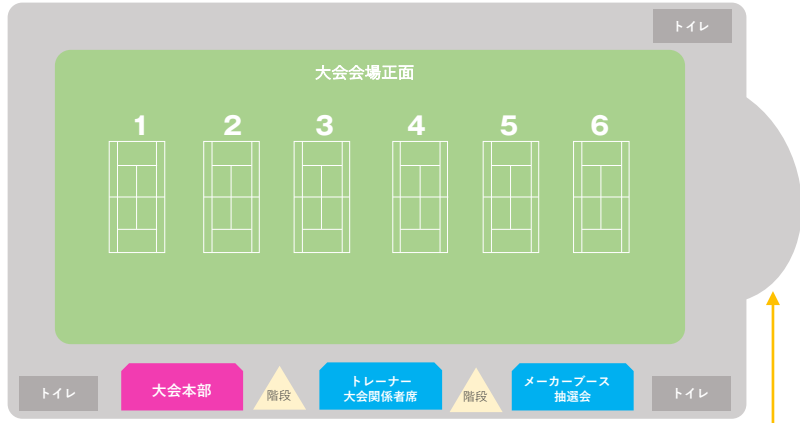 トイレ
大会会場正面
1 2 3 4 5 6
トイレ
大会本部
階段
トレーナー
大会関係者席
階段
メーカーブース
抽選会
トイレ